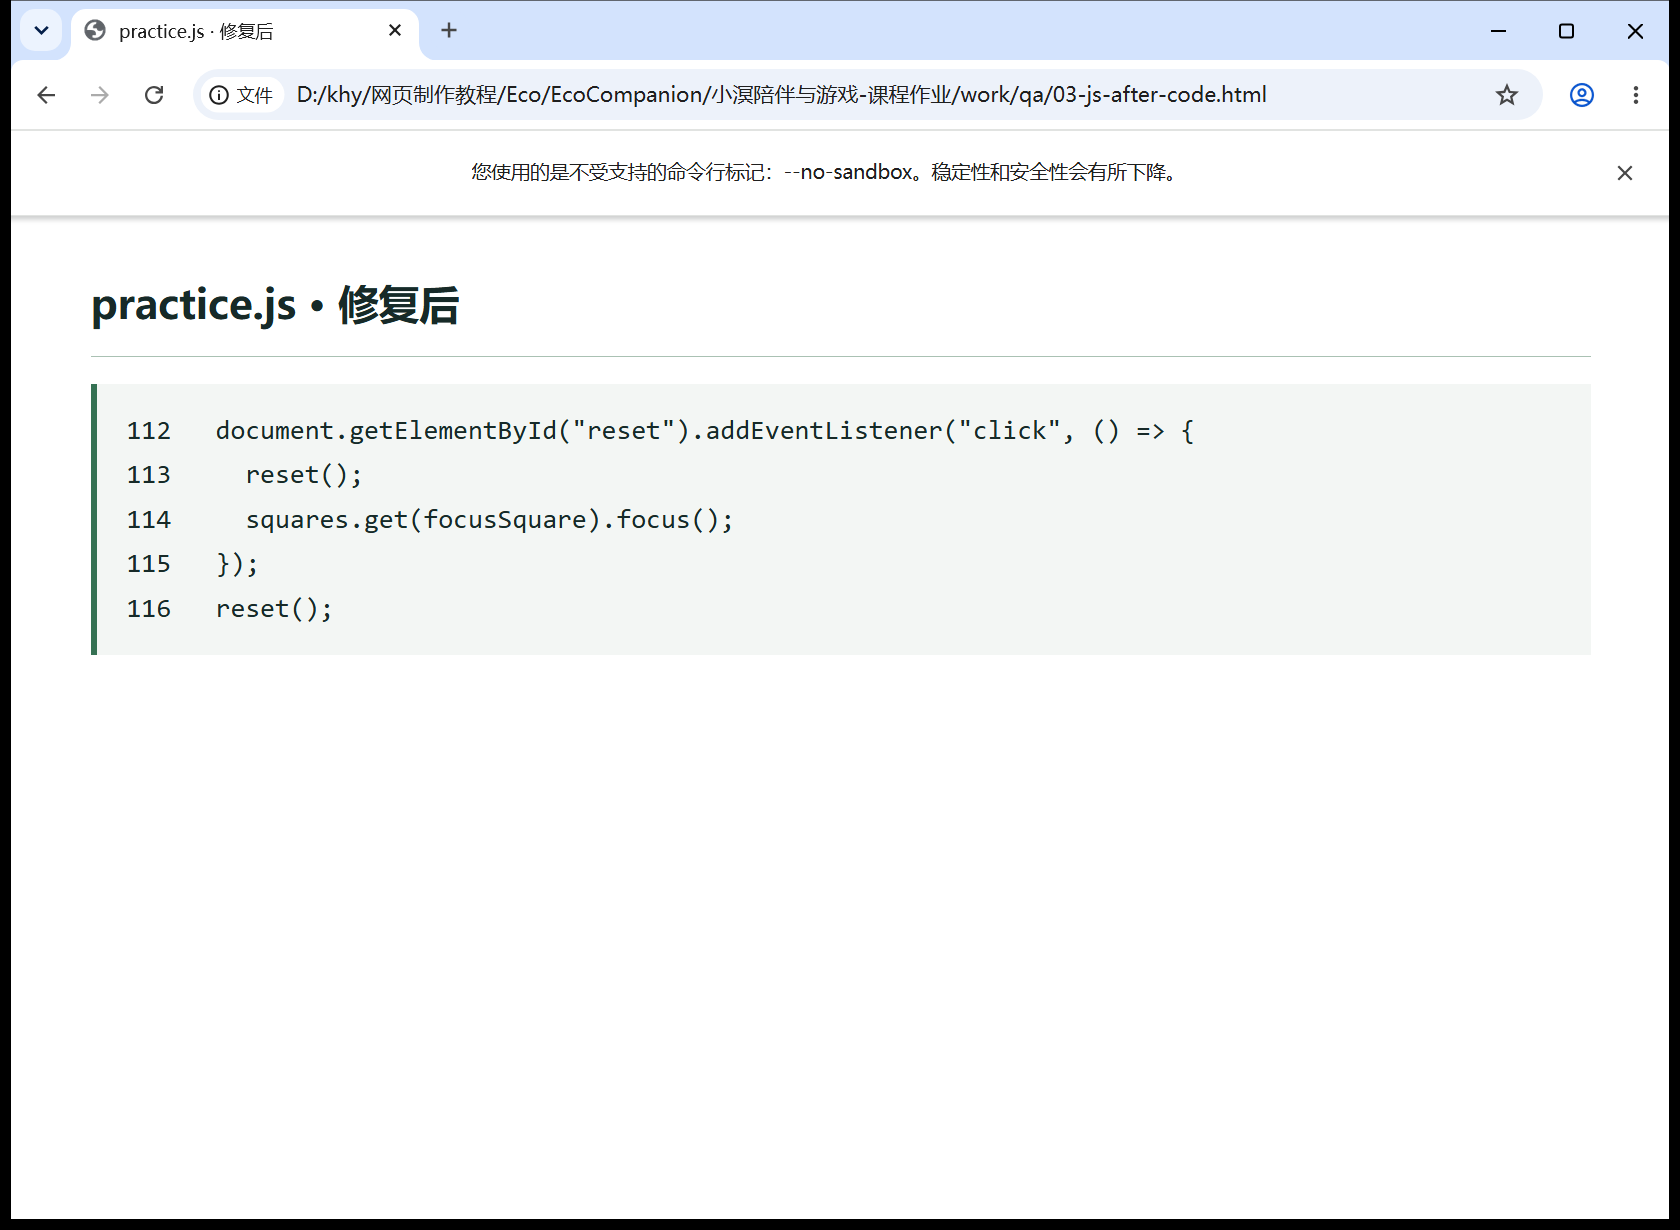 practice.js · 修复后
文件
D:/khy/网页制作教程/Eco/EcoCompanion/小溟陪伴与游戏-课程作业/work/qa/03-js-after-code.html
您使用的是不受支持的命令行标记：--no-sandbox。稳定性和安全性会有所下降。
practice.js • 修复后
112   document.getElementById("reset").addEventListener("click", () => {
113     reset();
114     squares.get(focusSquare).focus();
115   });
116   reset();